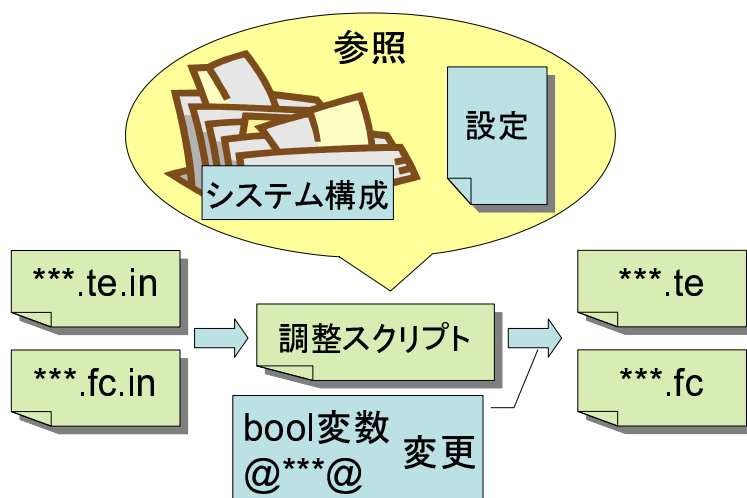 参照
設定
システム構成
***.te.in
***.fc.in
調整スクリプト
***.te
***.fc
bool変数
@***@
変更